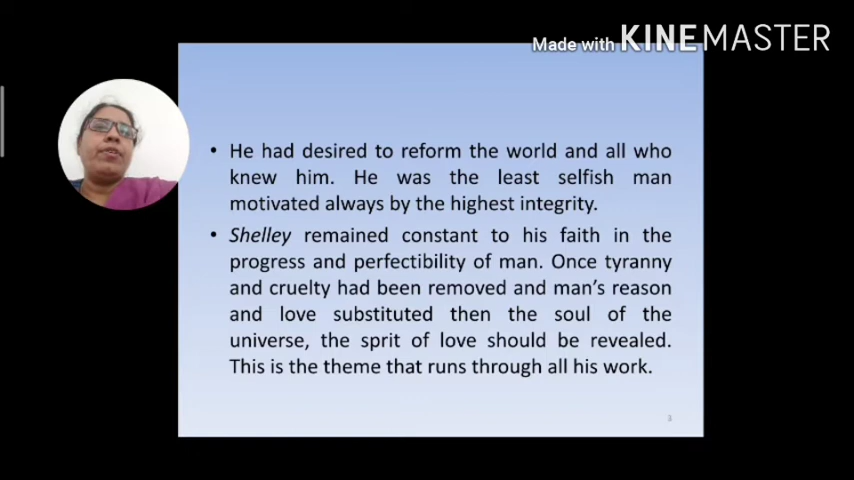 Made with KINEMASTER
• He had desired to reform the world and all who
knew him. He was the least selfish man
motivated always by the highest integrity.
• Shelley remained constant to his faith in the
progress and perfectibility of man. Once tyranny
and cruelty had been removed and man's reason
and love substituted then the soul of the
universe, the sprit of love should be revealed.
This is the theme that runs through all his work.
3